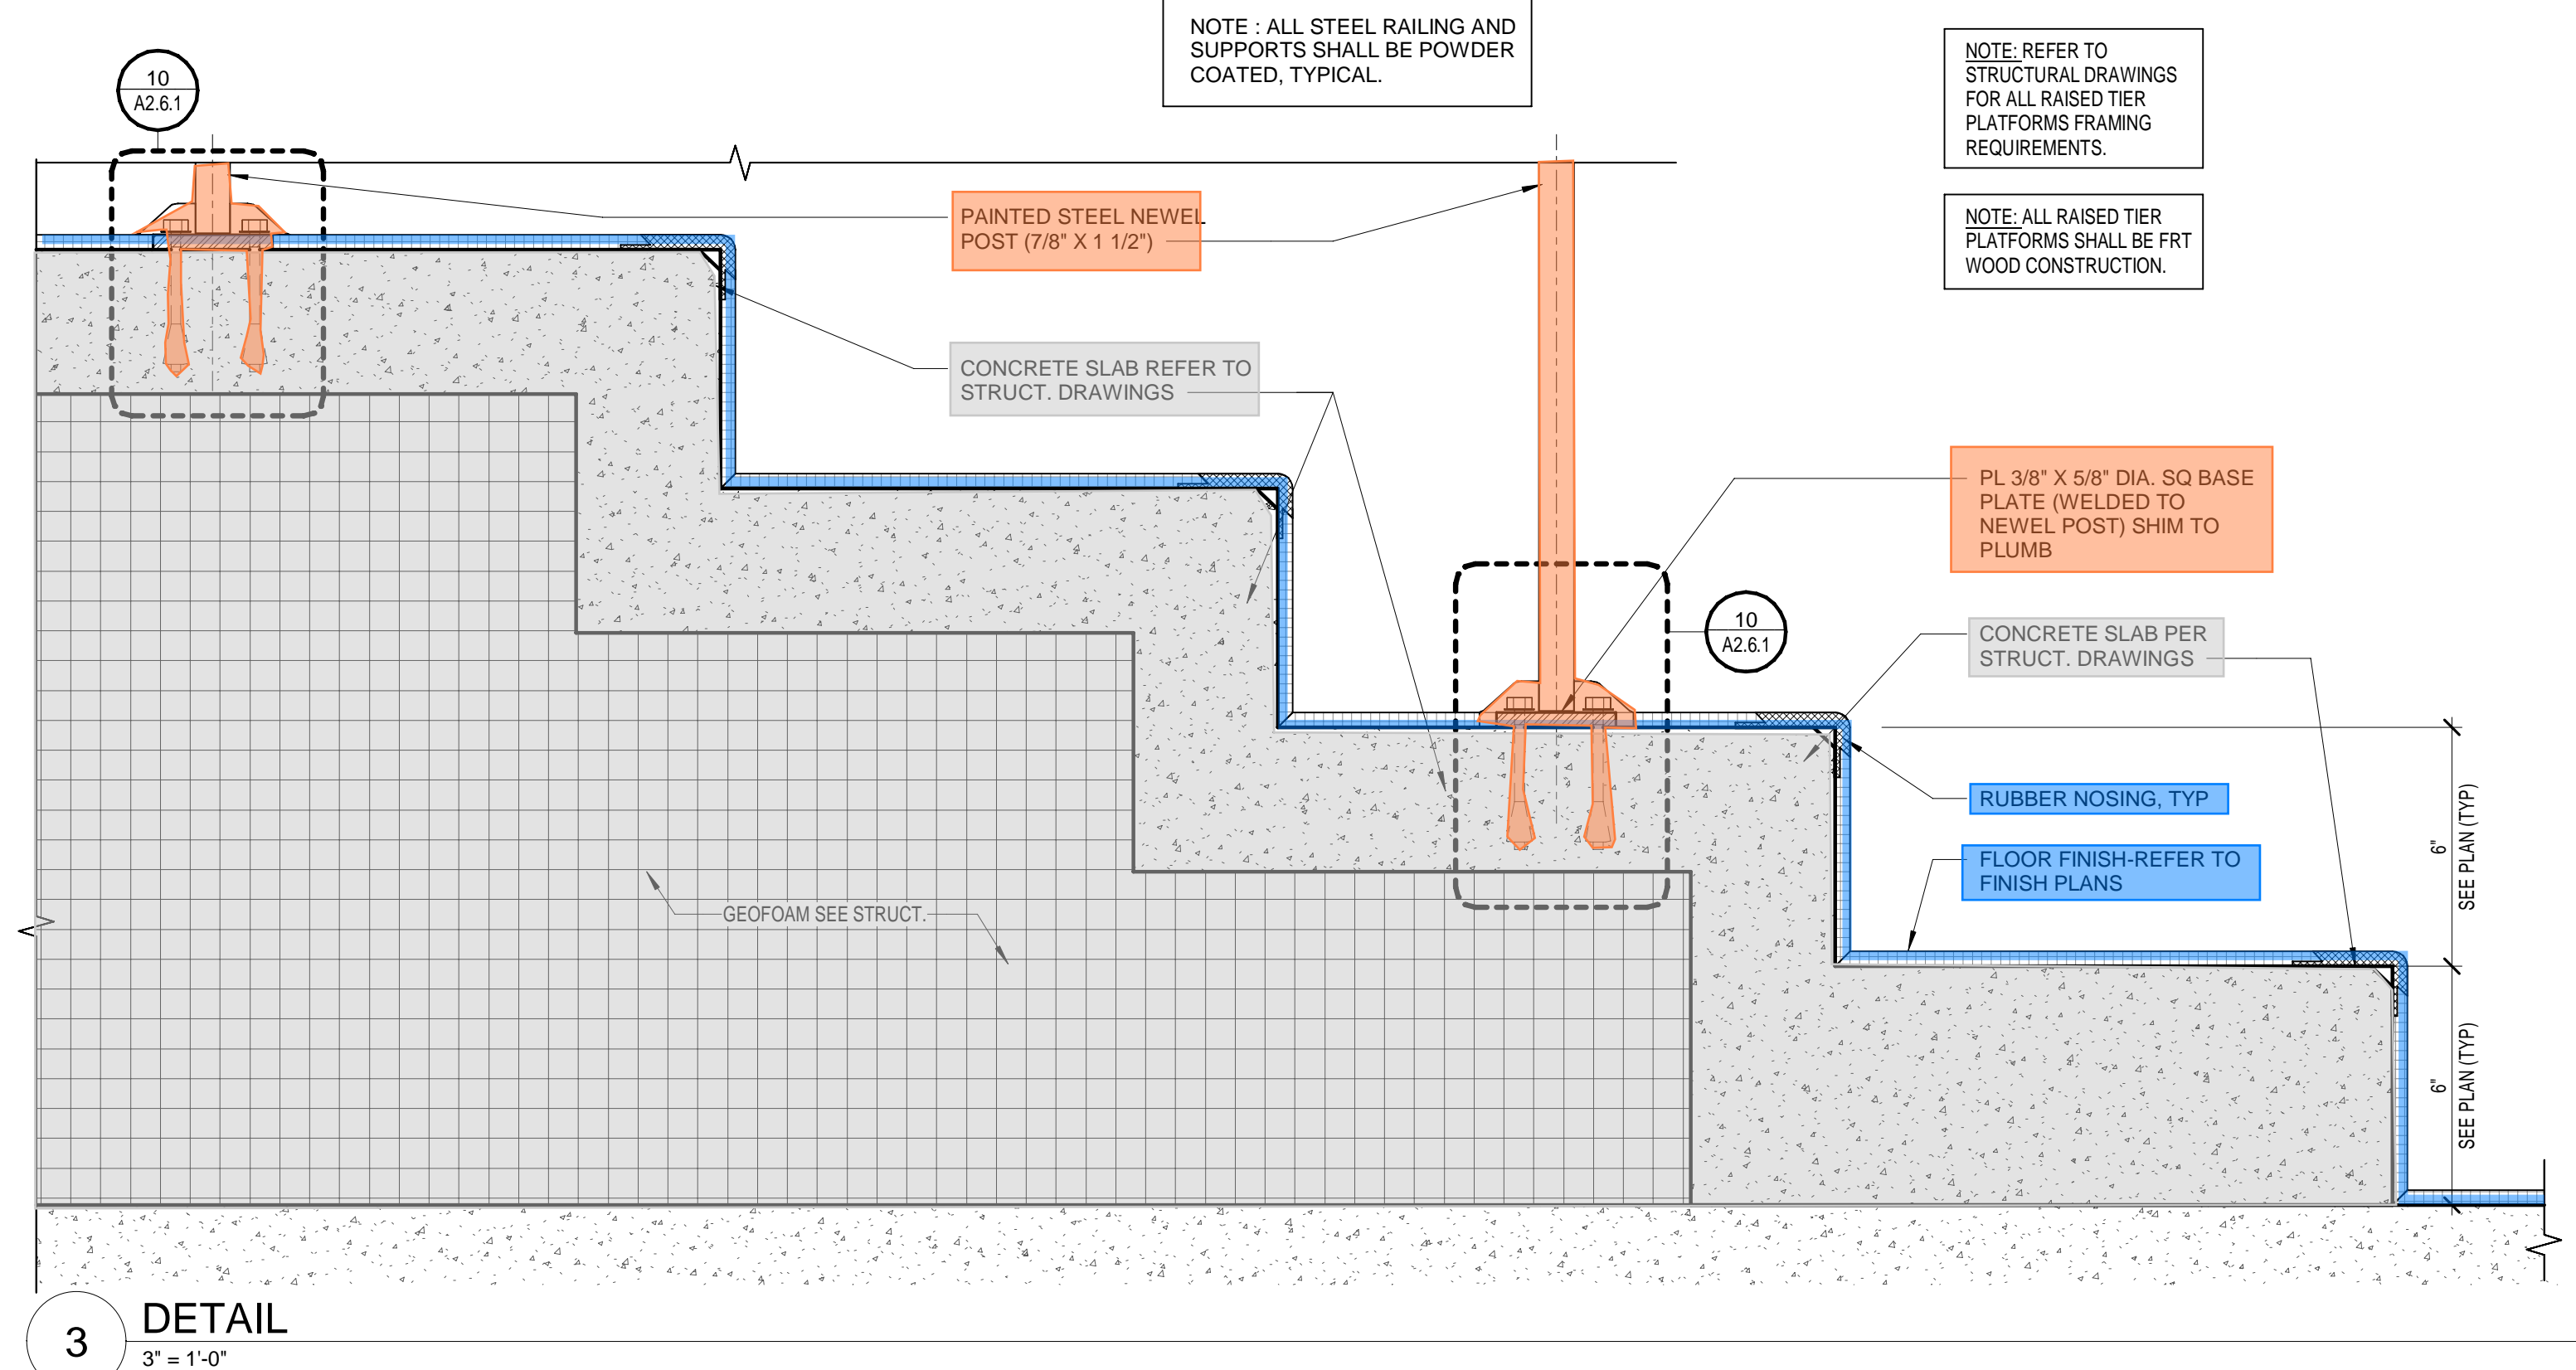 NOTE : ALL STEEL RAILING AND
SUPPORTS SHALL BE POWDER
COATED, TYPICAL.
NOTE: REFER TO
STRUCTURAL DRAWINGS
FOR ALL RAISED TIER
PLATFORMS FRAMING
REQUIREMENTS.
NOTE: ALL RAISED TIER
PLATFORMS SHALL BE FRT
WOOD CONSTRUCTION.
10
A2.6.1
PAINTED STEEL NEWEL
POST (7/8" X 1 1/2")
CONCRETE SLAB REFER TO
STRUCT. DRAWINGS
PL 3/8" X 5/8" DIA. SQ BASE
PLATE (WELDED TO
NEWEL POST) SHIM TO
PLUMB
10
A2.6.1
CONCRETE SLAB PER
STRUCT. DRAWINGS
RUBBER NOSING, TYP
FLOOR FINISH-REFER TO
FINISH PLANS
6"
SEE PLAN (TYP)
GEOFOAM SEE STRUCT.
6"
SEE PLAN (TYP)
3
DETAIL
3" = 1'-0"